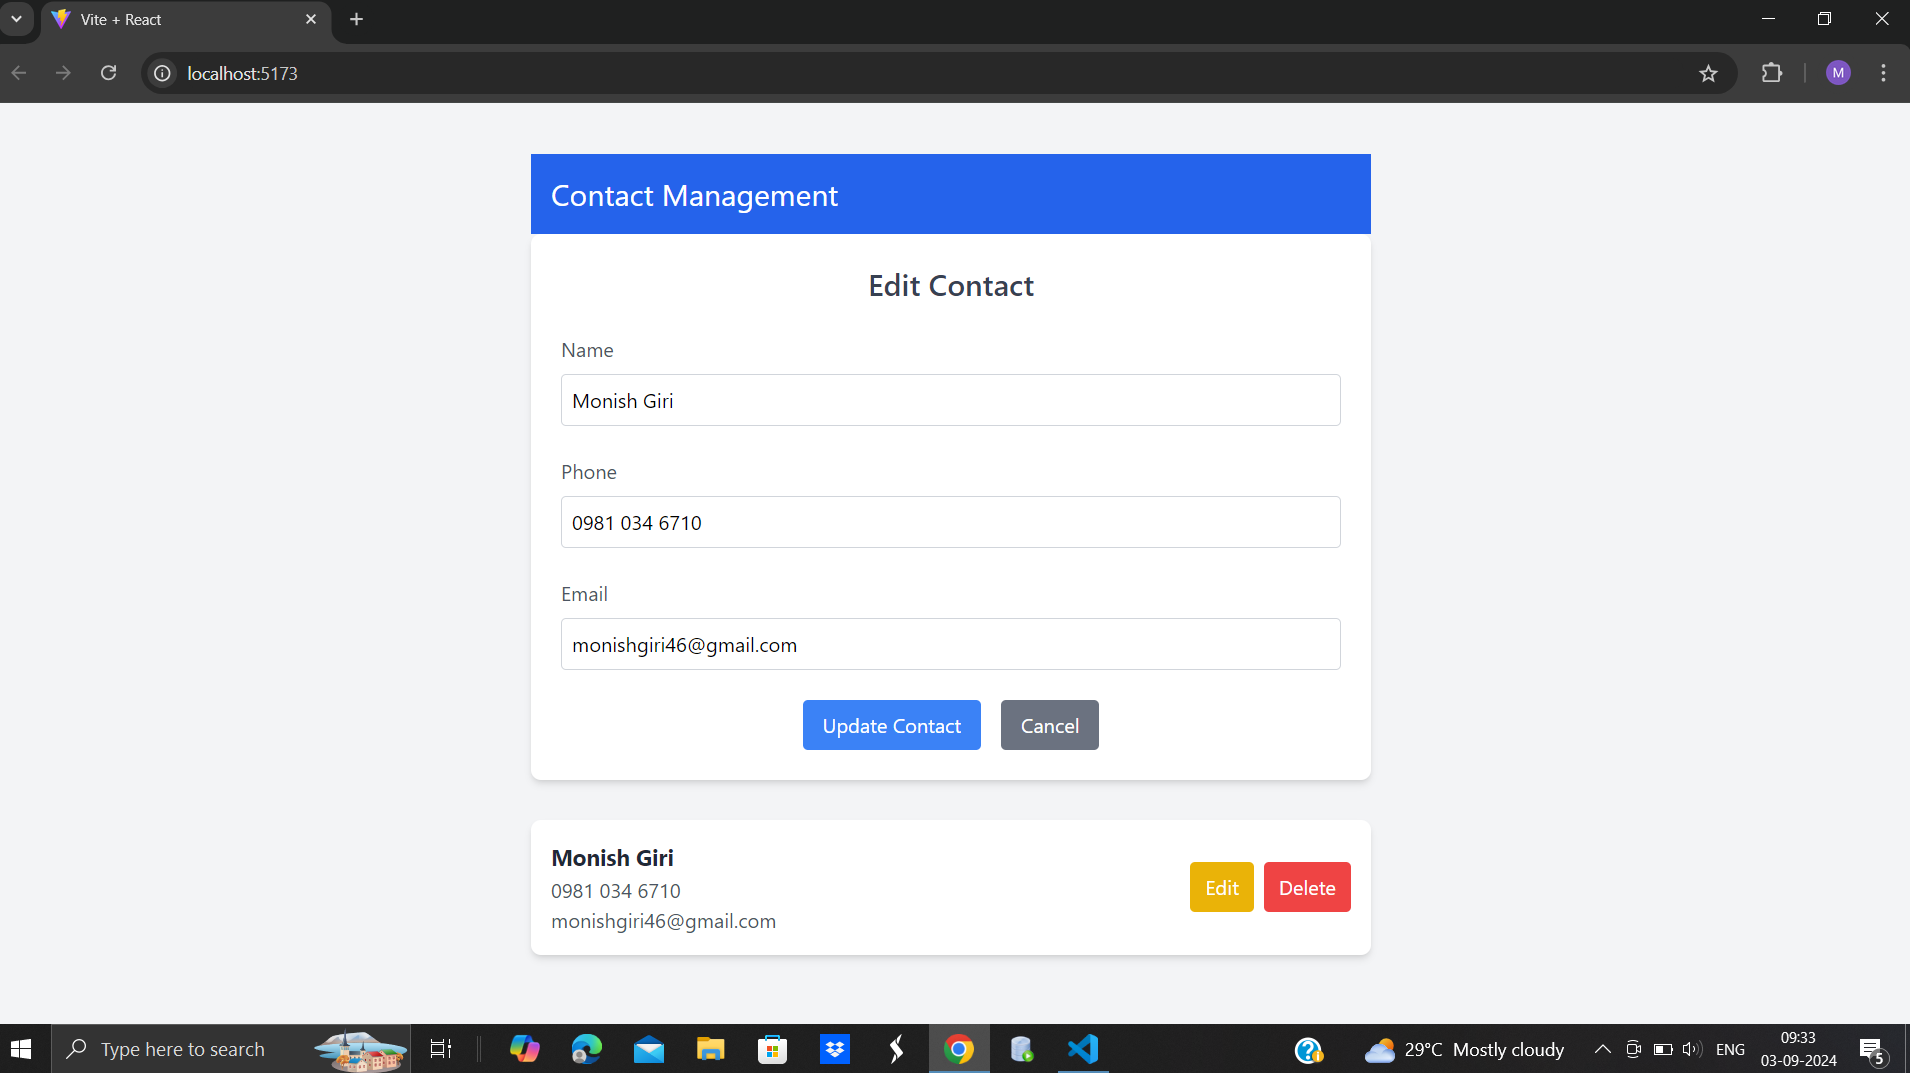 Vite + React
localhost:5173
M
Contact Management
Edit Contact
Name
Monish Giri
Phone
0981 034 6710
Email
monishgiri46@gmail.com
Update Contact
Cancel
Monish Giri
0981 034 6710
monishgiri46@gmail.com
Edit
Delete
Type here to search
29°C Mostly cloudy
ENG
09:33
03-09-2024
5